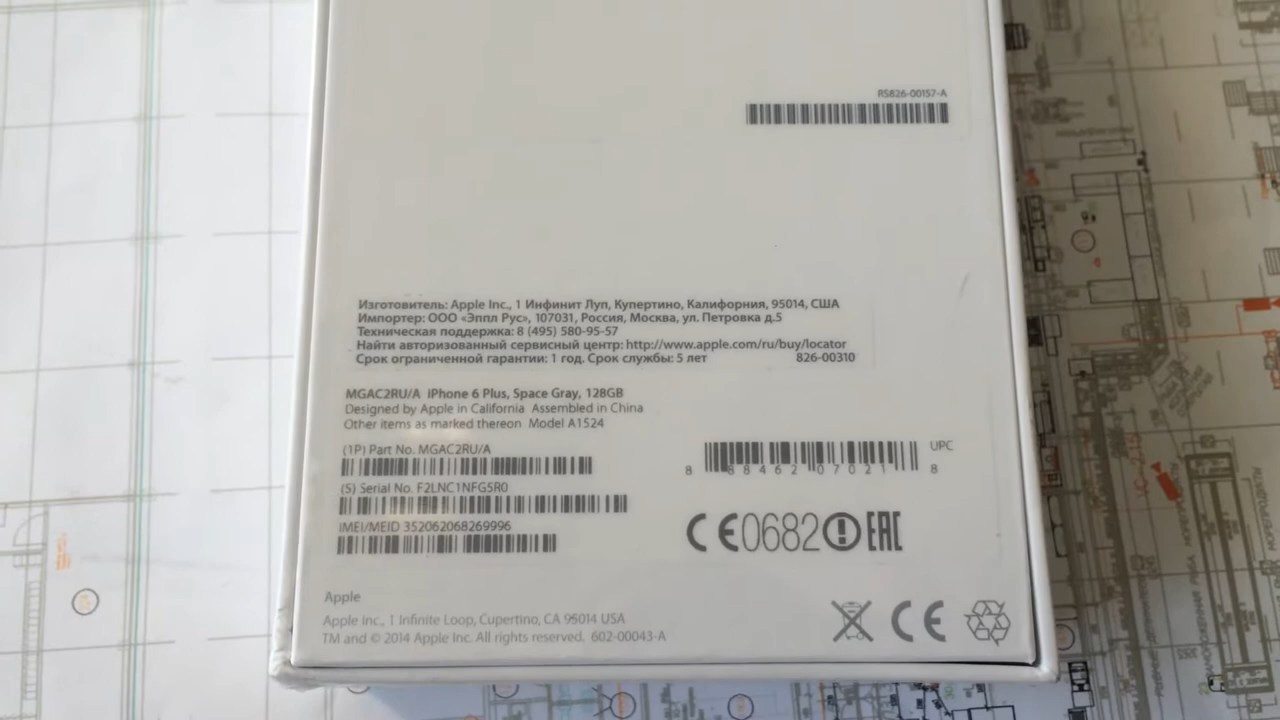 R5826-00157-A
Изготовитель: Apple Inc., 1 Инфинит Луп, Купертино, Калифорния, 95014, США
Импортер: ООО «Эппл Рус», 107031, Россия, Москва, ул. Петровка д.5
Техническая поддержка: 8 (495) 580-95-57
Найти авторизованный сервисный центр: http://www.apple.com/ru/buy/locator
Срок ограниченной гарантии: 1 год. Срок службы: 5 лет 826-00310
MGAC2RU/A iPhone 6 Plus, Space Gray, 128GB
Designed by Apple in California Assembled in China
Other items as marked thereon Model A1524
(1P) Part No. MGAC2RU/A
UPC
8 88462 07021 8
(S) Serial No. F2LNC1NFG5R0
IMEI/MEID 352062068269996
CE0682 EAC
Apple
Apple Inc., 1 Infinite Loop, Cupertino, CA 95014 USA
TM and © 2014 Apple Inc. All rights reserved. 602-00043-A
CE